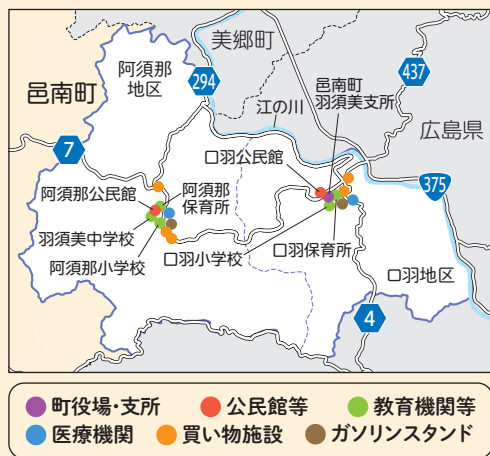 美郷町
阿須那
地区
294
邑南町
羽須美支所
437
邑南町
江の川
広島県
7
口羽公民館
375
阿須那公民館
阿須那
保育所
羽須美中学校
阿須那小学校
口羽小学校
口羽保育所
口羽地区
4
町役場・支所
公民館等
教育機関等
医療機関
買い物施設
ガソリンスタンド